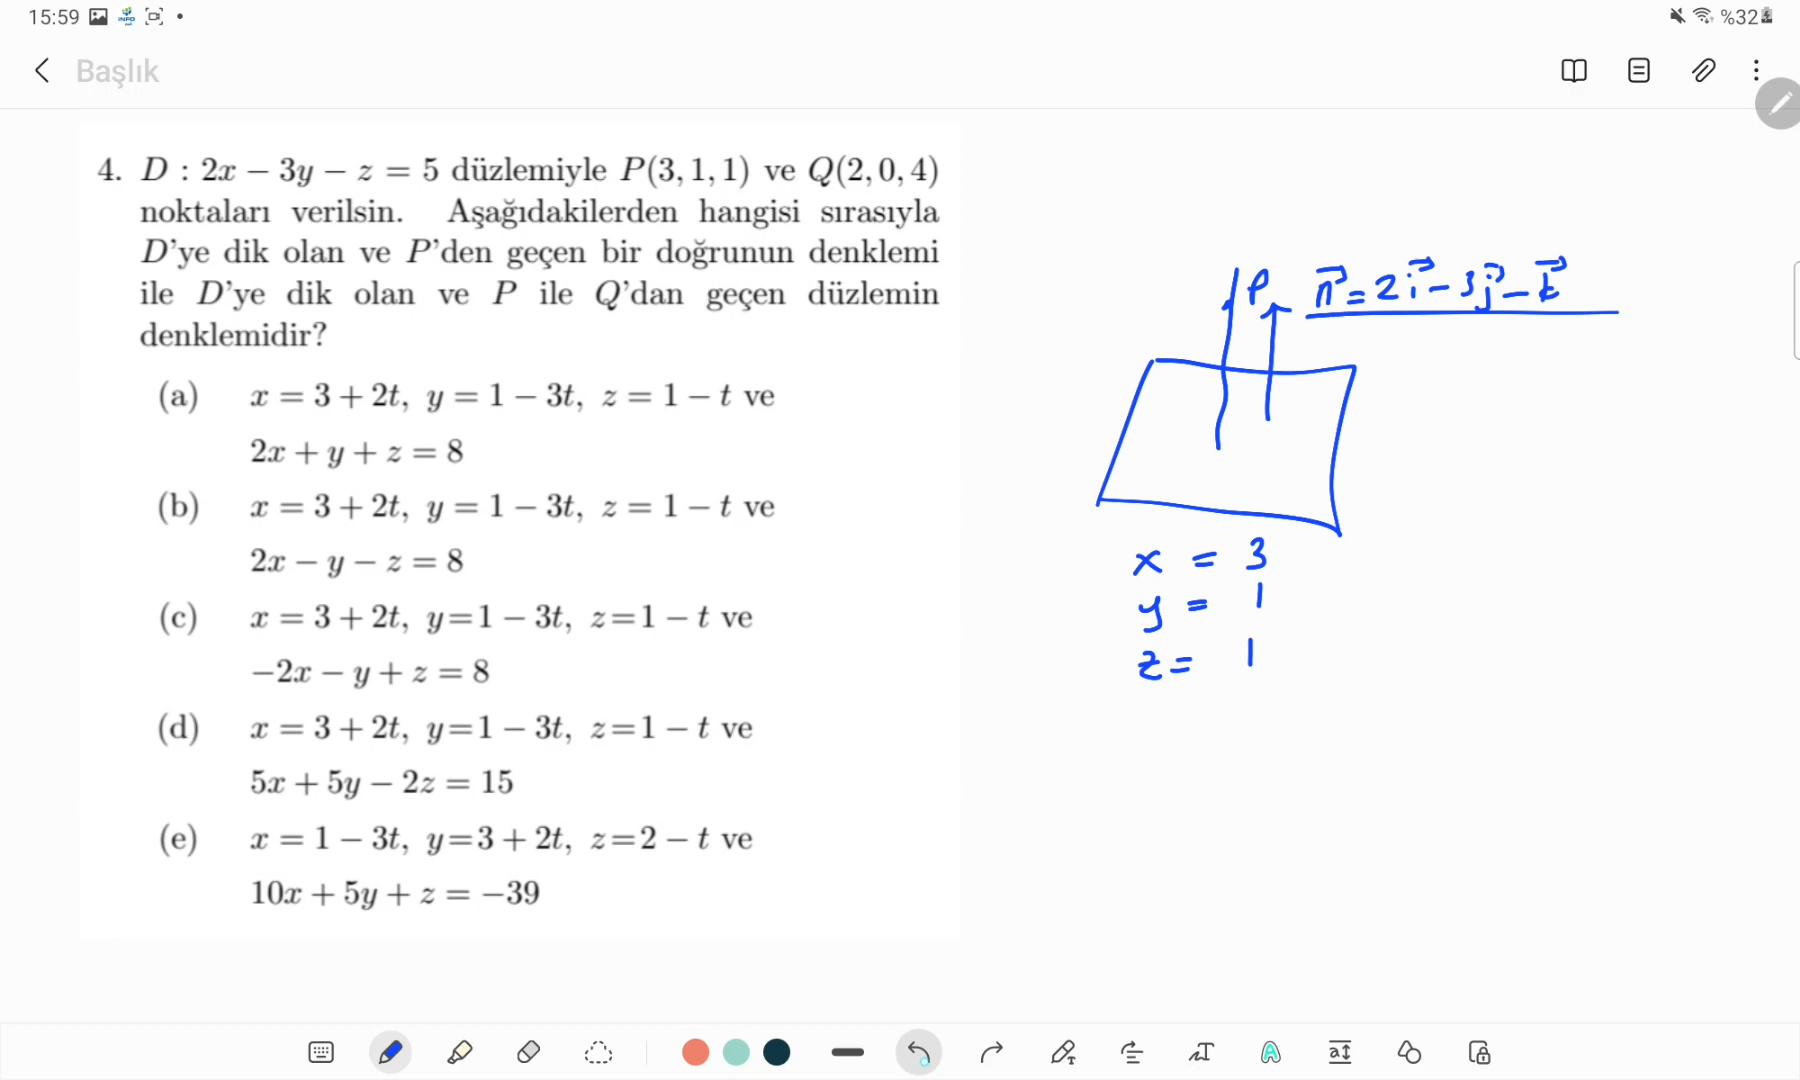 15:59
%32
Başlık
4. D : 2x − 3y − z = 5 düzlemiyle P(3, 1, 1) ve Q(2, 0, 4)
noktaları verilsin. Aşağıdakilerden hangisi sırasıyla
D'ye dik olan ve P'den geçen bir doğrunun denklemi
ile D'ye dik olan ve P ile Q'dan geçen düzlemin
denklemidir?
(a) x = 3 + 2t, y = 1 − 3t, z = 1 − t ve
2x + y + z = 8
(b) x = 3 + 2t, y = 1 − 3t, z = 1 − t ve
2x − y − z = 8
(c) x = 3 + 2t, y=1 − 3t, z=1 − t ve
−2x − y + z = 8
(d) x = 3 + 2t, y=1 − 3t, z=1 − t ve
5x + 5y − 2z = 15
(e) x = 1 − 3t, y=3 + 2t, z=2 − t ve
10x + 5y + z = −39
P n⃗ = 2i⃗ − 3j⃗ − k⃗
x = 3
y = 1
z = 1